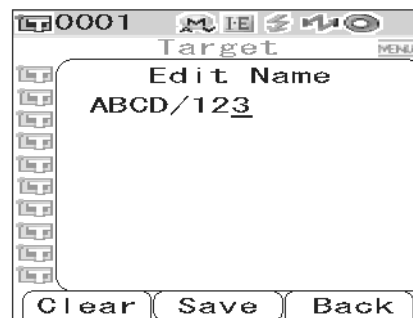 0001 M I·E
Target MENU
Edit Name
ABCD/123
Clear Save Back